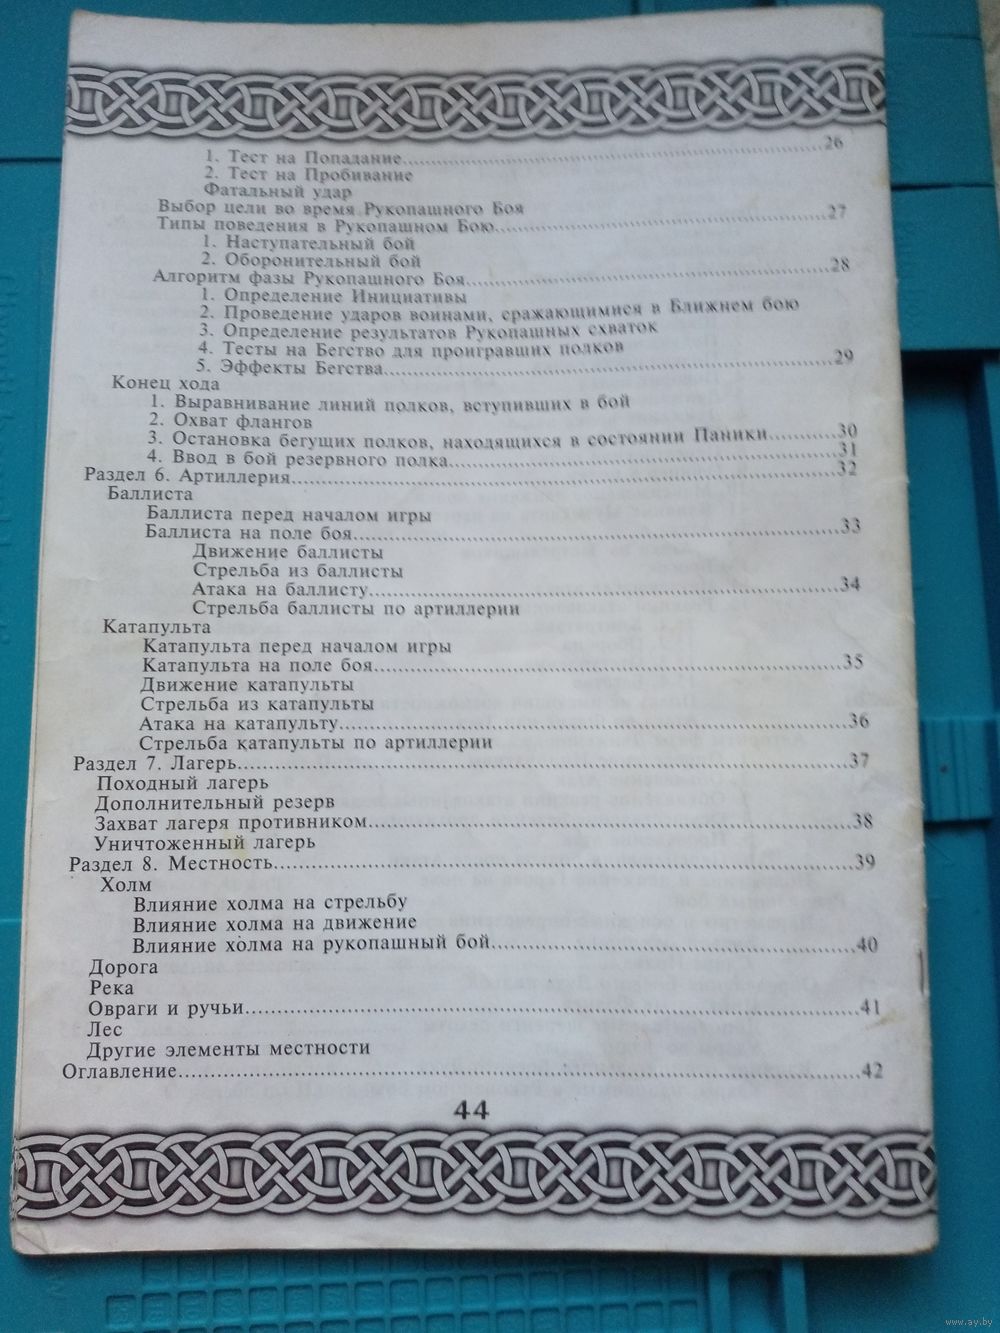 1. Тест на Попадание....................26
2. Тест на Пробивание
Фатальный удар
Выбор цели во время Рукопашного Боя
Типы поведения в Рукопашном Бою....................27
1. Наступательный бой
2. Оборонительный бой
Алгоритм фазы Рукопашного Боя....................28
1. Определение Инициативы
2. Проведение ударов воинами, сражающимися в Ближнем бою
3. Определение результатов Рукопашных схваток
4. Тесты на Бегство для проигравших полков
5. Эффекты Бегства....................29
Конец хода
1. Выравнивание линий полков, вступивших в бой
2. Охват флангов
3. Остановка бегущих полков, находящихся в состоянии Паники..........30
4. Ввод в бой резервного полка....................31
Раздел 6. Артиллерия....................32
Баллиста
Баллиста перед началом игры
Баллиста на поле боя....................33
Движение баллисты
Стрельба из баллисты
Атака на баллисту....................34
Стрельба баллисты по артиллерии
Катапульта
Катапульта перед началом игры
Катапульта на поле боя....................35
Движение катапульты
Стрельба из катапульты
Атака на катапульту....................36
Стрельба катапульты по артиллерии
Раздел 7. Лагерь....................37
Походный лагерь
Дополнительный резерв
Захват лагеря противником....................38
Уничтоженный лагерь
Раздел 8. Местность....................39
Холм
Влияние холма на стрельбу
Влияние холма на движение
Влияние холма на рукопашный бой....................40
Дорога
Река
Овраги и ручьи....................41
Лес
Другие элементы местности
Оглавление....................42
44
www.ay.by